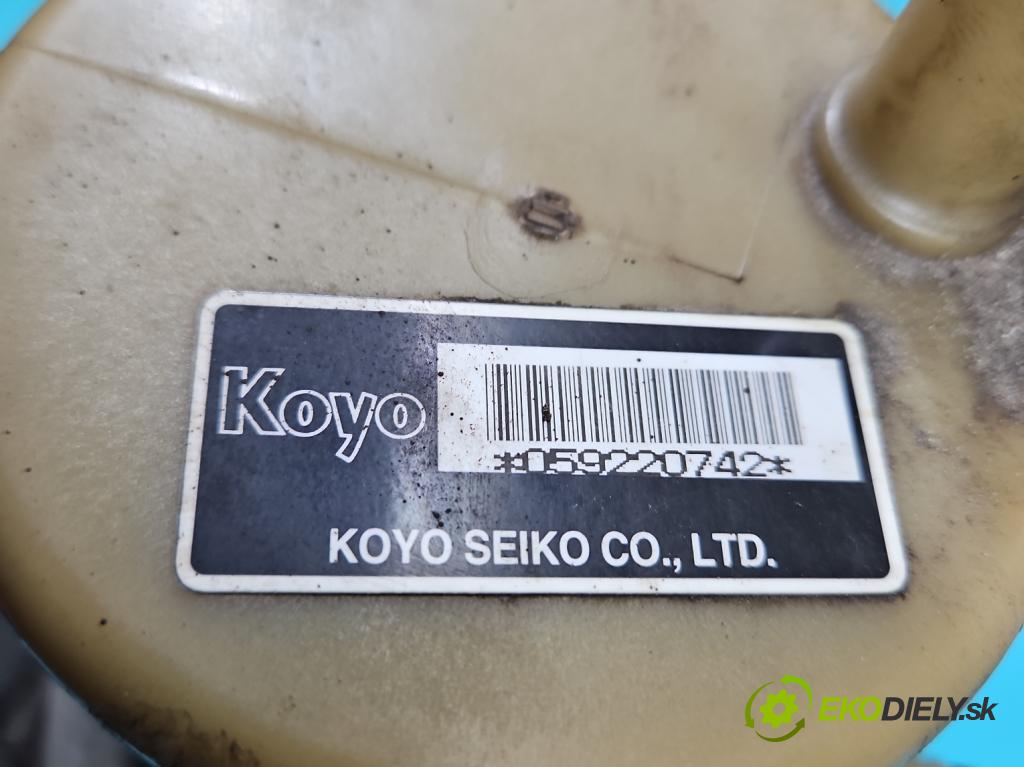 Koyo
*059220742*
KOYO SEIKO CO., LTD.
EKODIELY.sk